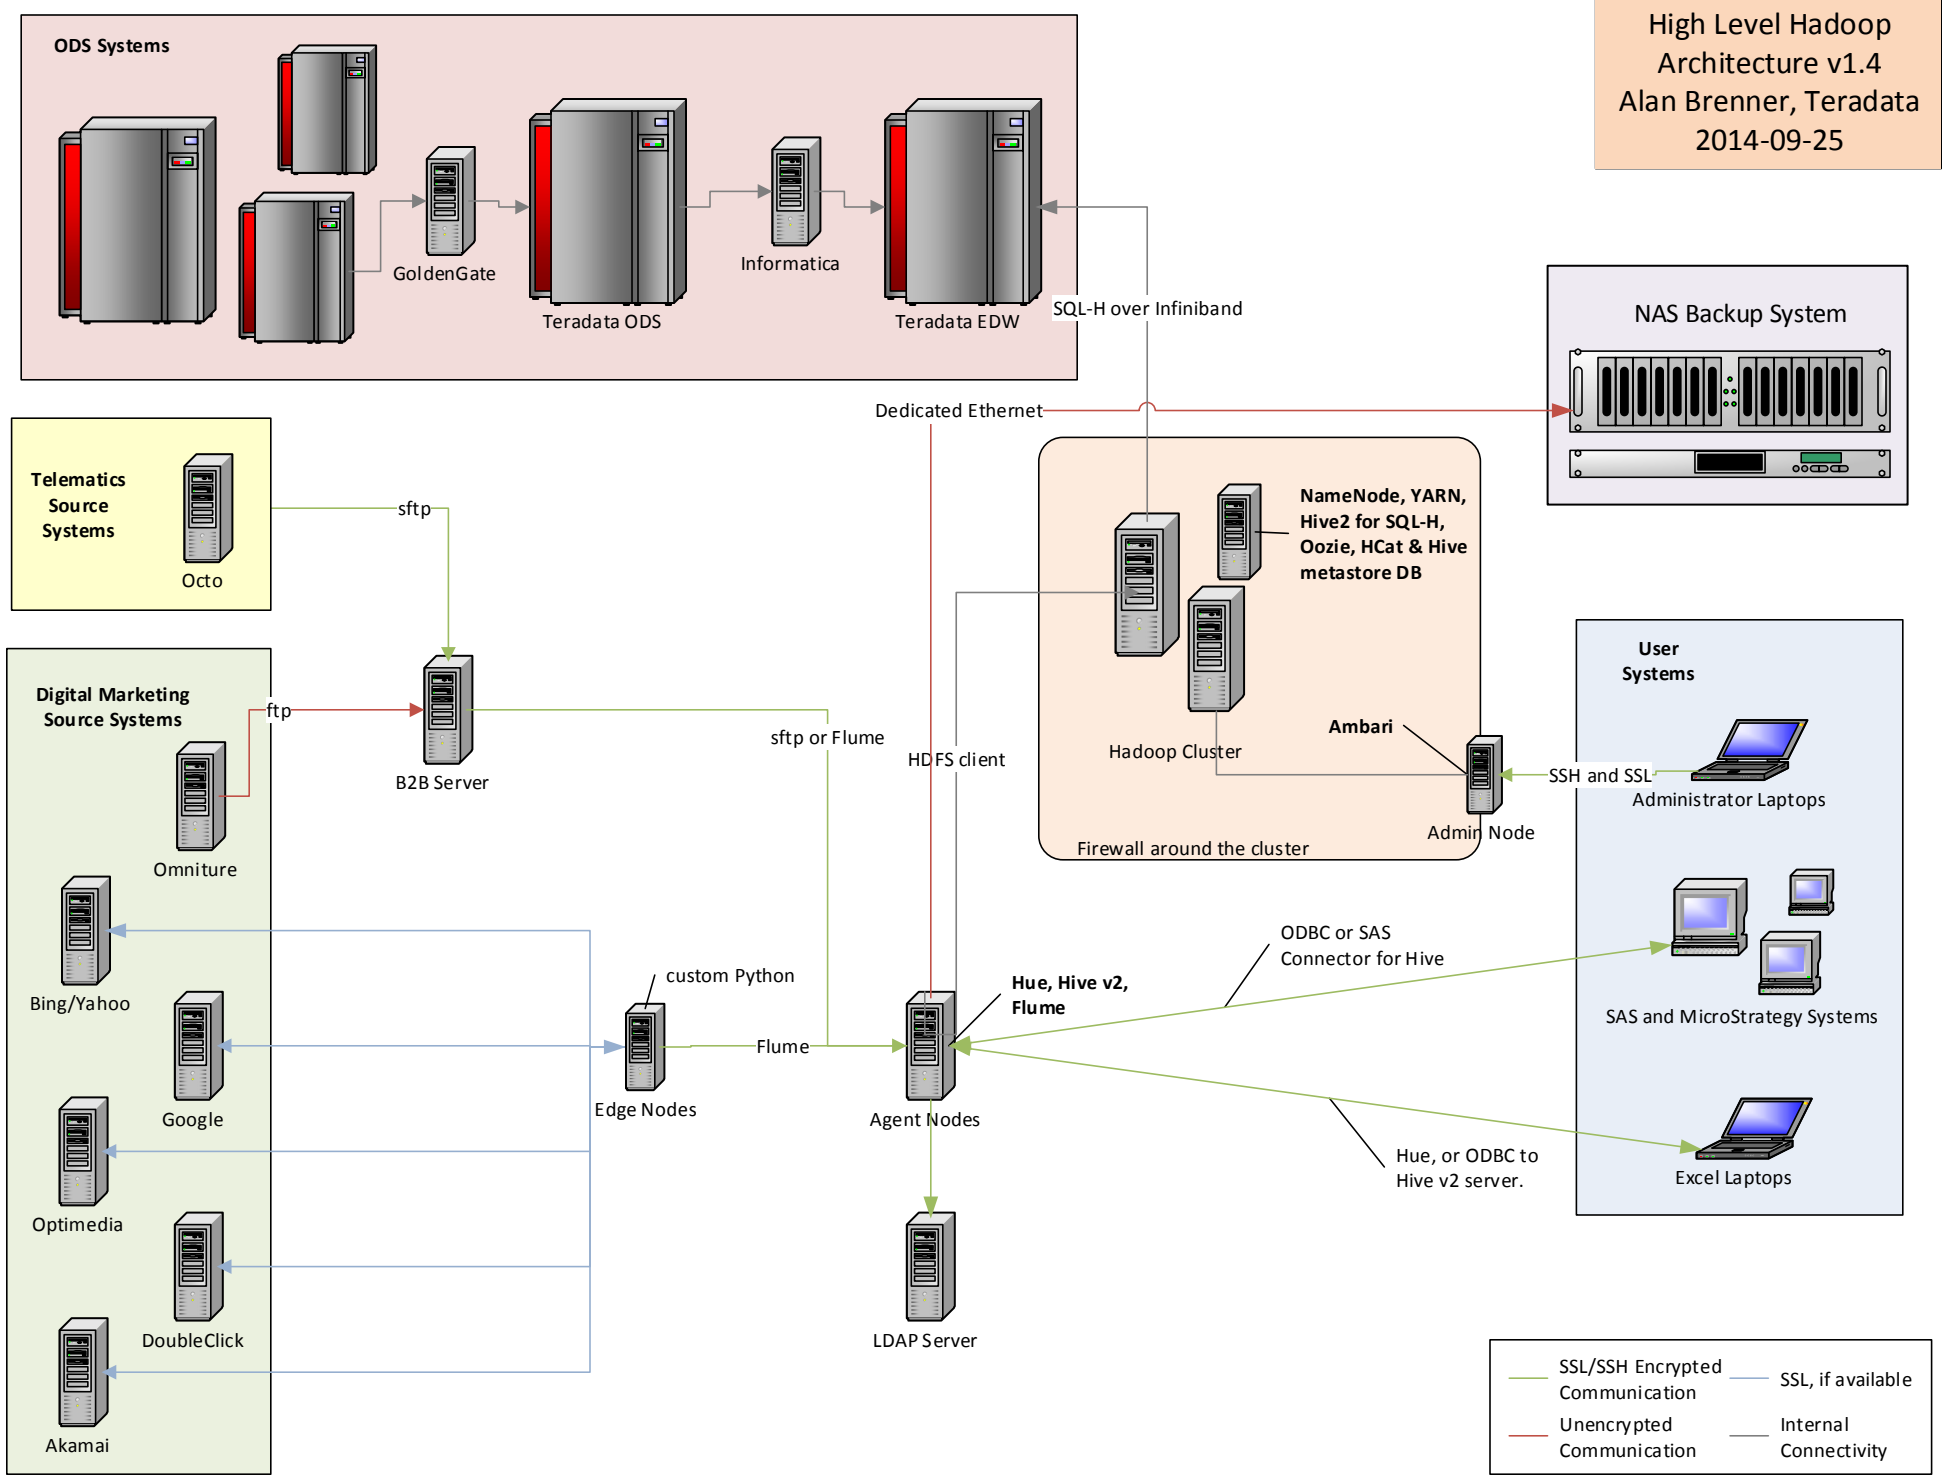 High Level Hadoop
Architecture v1.4
Alan Brenner, Teradata
2014-09-25
ODS Systems
GoldenGate
Teradata ODS
Informatica
Teradata EDW
SQL-H over Infiniband
NAS Backup System
Dedicated Ethernet
Telematics
Source
Systems
Octo
sftp
NameNode, YARN,
Hive2 for SQL-H,
Oozie, HCat & Hive
metastore DB
Hadoop Cluster
Ambari
Admin Node
Firewall around the cluster
SSH and SSL
User
Systems
Administrator Laptops
SAS and MicroStrategy Systems
Excel Laptops
Digital Marketing
Source Systems
ftp
Omniture
B2B Server
sftp or Flume
HDFS client
Bing/Yahoo
Google
Optimedia
DoubleClick
Akamai
custom Python
Edge Nodes
Flume
Hue, Hive v2,
Flume
Agent Nodes
ODBC or SAS
Connector for Hive
Hue, or ODBC to
Hive v2 server.
LDAP Server
SSL/SSH Encrypted
Communication
SSL, if available
Unencrypted
Communication
Internal
Connectivity